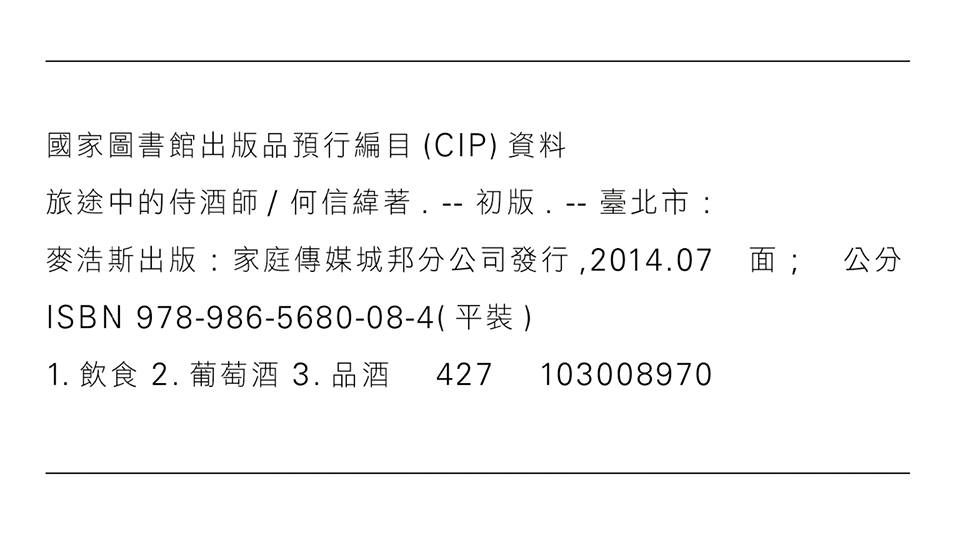 國家圖書館出版品預行編目 (CIP) 資料
旅途中的侍酒師 / 何信緯著 . -- 初版 . -- 臺北市 :
麥浩斯出版 : 家庭傳媒城邦分公司發行 ,2014.07 面 ; 公分
ISBN 978-986-5680-08-4( 平裝 )
1. 飲食 2. 葡萄酒 3. 品酒 427 103008970